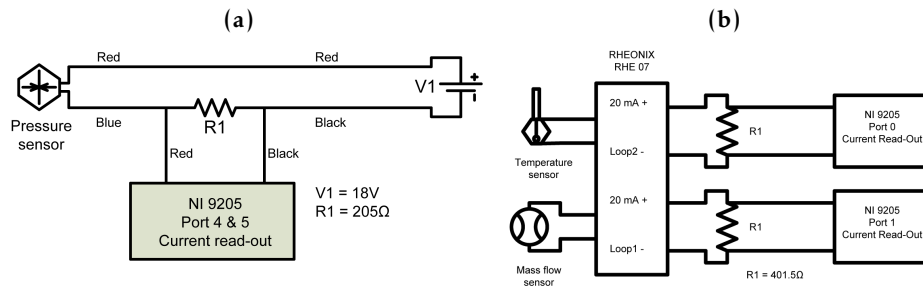 (a)
Red
Red
V1
+
-
Pressure
sensor
Blue
R1
Black
Red
Black
NI 9205
Port 4 & 5
Current read-out
V1 = 18V
R1 = 205Ω
(b)
RHEONIX
RHE 07
20 mA +
Loop2 -
20 mA +
Loop1 -
Temperature
sensor
Mass flow
sensor
R1
R1
R1 = 401.5Ω
NI 9205
Port 0
Current Read-Out
NI 9205
Port 1
Current Read-Out